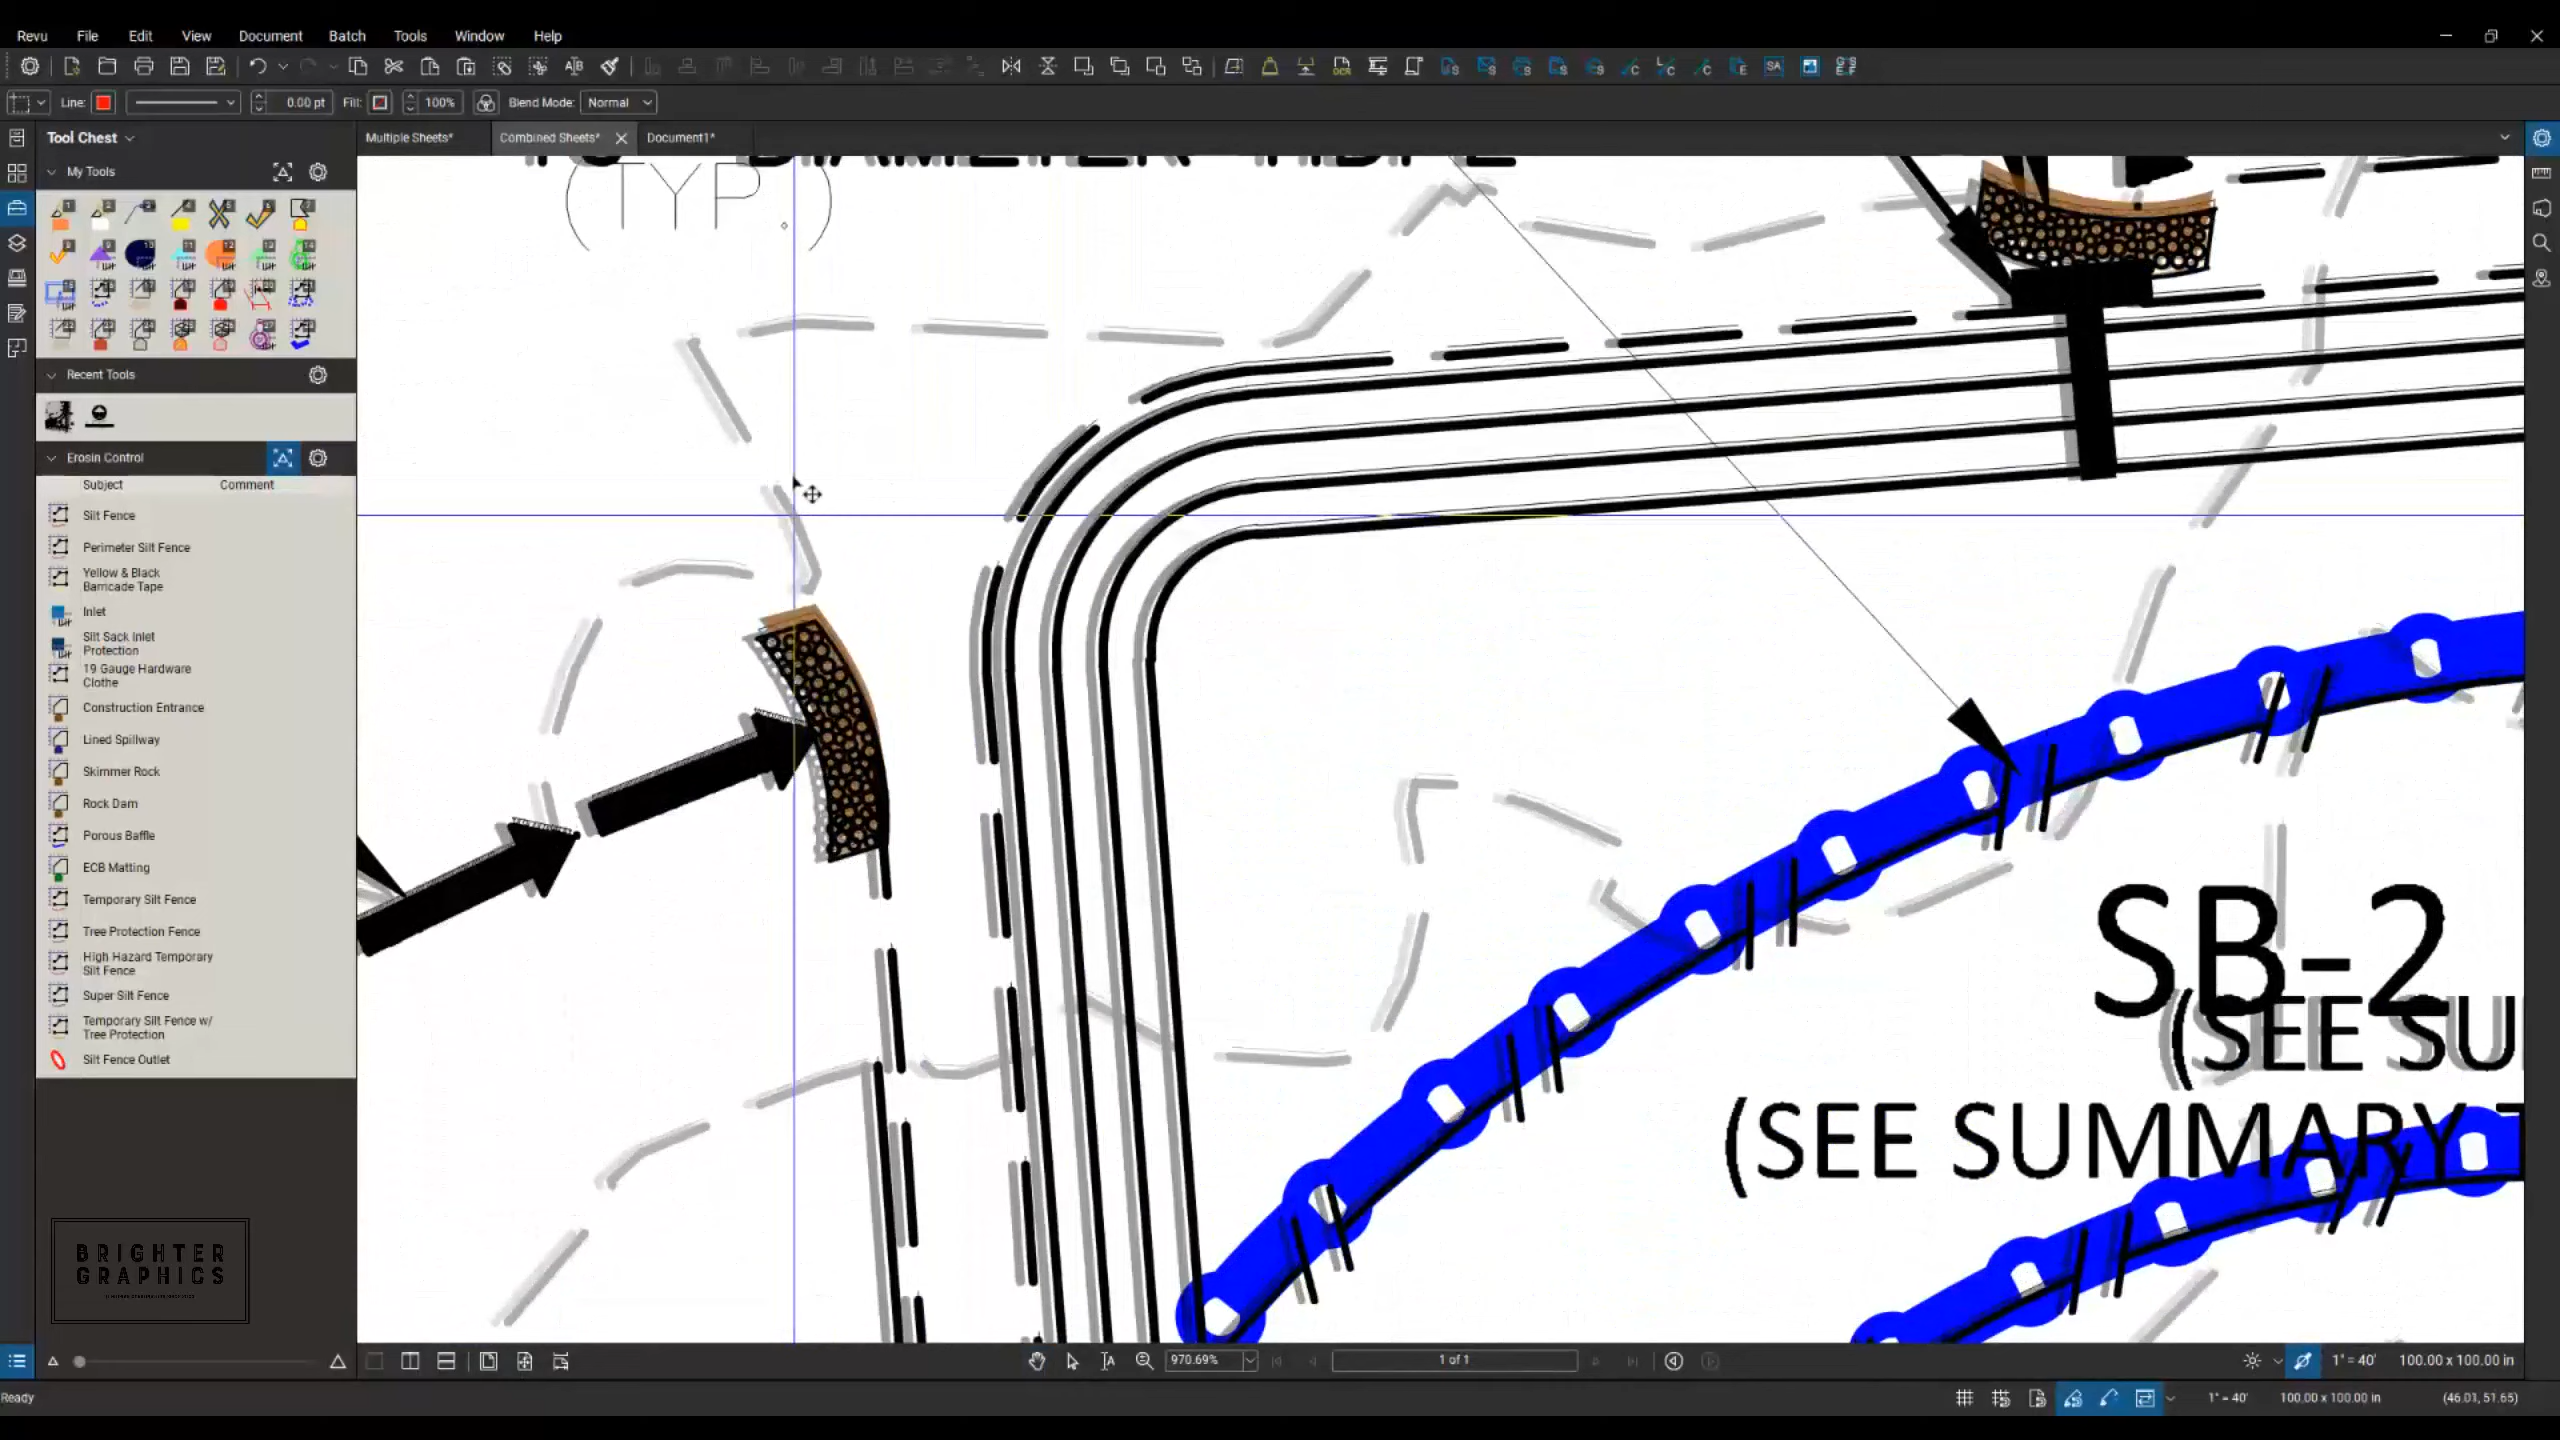 Revu File Edit View Document Batch Tools Window Help
Line: 0.00 pt Fill: 100% Blend Mode: Normal
Tool Chest
Multiple Sheets* Combined Sheets* Document1*
My Tools
(TYP.)
Recent Tools
Erosin Control
Subject Comment
Silt Fence
Perimeter Silt Fence
Yellow & Black
Barricade Tape
Inlet
Silt Sack Inlet
Protection
19 Gauge Hardware
Clothe
Construction Entrance
Lined Spillway
Skimmer Rock
Rock Dam
Porous Baffle
ECB Matting
Temporary Silt Fence
Tree Protection Fence
High Hazard Temporary
Silt Fence
Super Silt Fence
Temporary Silt Fence w/
Tree Protection
Silt Fence Outlet
SB-2
(SEE SU
(SEE SUMMARY T
BRIGHTER
GRAPHICS
970.69% 1 of 1 1" = 40' 100.00 x 100.00 in
Ready 1" = 40' 100.00 x 100.00 in (46.01, 51.65)